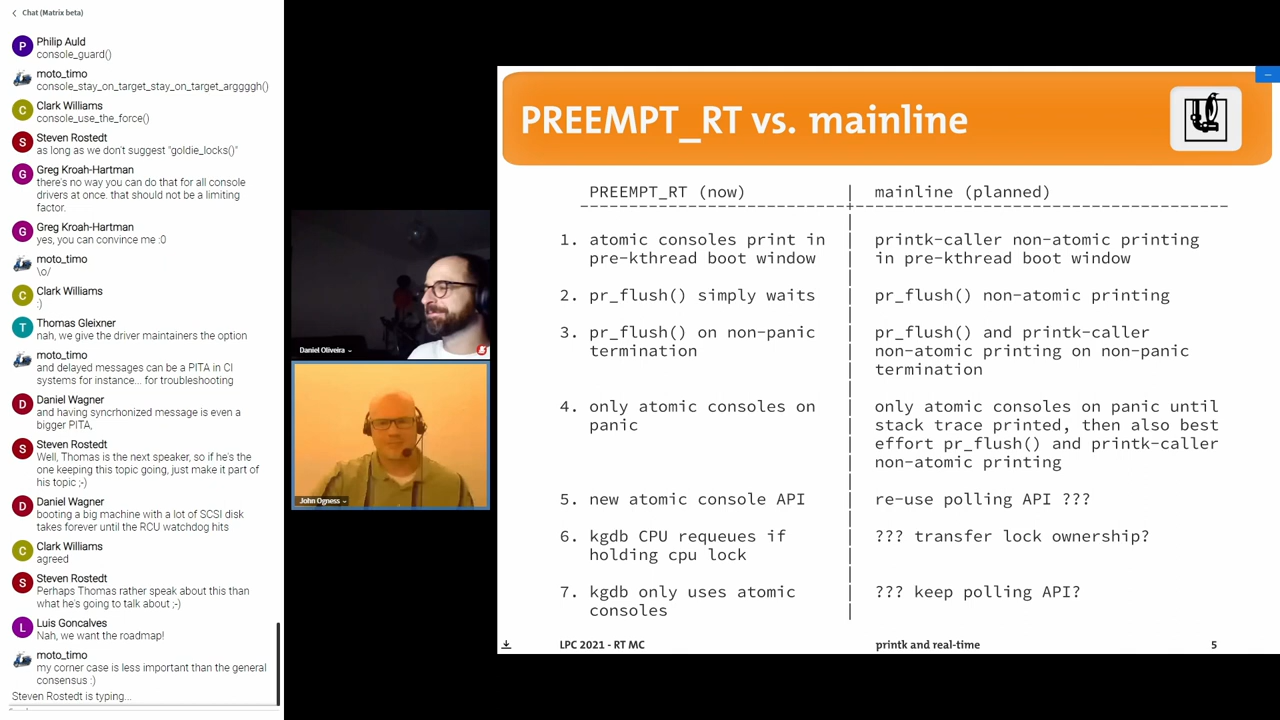 Chat (Matrix beta)
P
Philip Auld
console_guard()
moto_timo
console_stay_on_target_stay_on_target_arggggh()
C
Clark Williams
console_use_the_force()
S
Steven Rostedt
as long as we don't suggest "goldie_locks()"
G
Greg Kroah-Hartman
there's no way you can do that for all console
drivers at once. that should not be a limiting
factor.
G
Greg Kroah-Hartman
yes, you can convince me :0
moto_timo
\o/
C
Clark Williams
:)
T
Thomas Gleixner
nah, we give the driver maintainers the option
moto_timo
and delayed messages can be a PITA in CI
systems for instance... for troubleshooting
D
Daniel Wagner
and having syncrhonized message is even a
bigger PITA,
S
Steven Rostedt
Well, Thomas is the next speaker, so if he's the
one keeping this topic going, just make it part of
his topic ;-)
D
Daniel Wagner
booting a big machine with a lot of SCSI disk
takes forever until the RCU watchdog hits
C
Clark Williams
agreed
S
Steven Rostedt
Perhaps Thomas rather speak about this than
what he's going to talk about ;-)
L
Luis Goncalves
Nah, we want the roadmap!
moto_timo
my corner case is less important than the general
consensus :)
Steven Rostedt is typing...
Daniel Oliveira
John Ogness
PREEMPT_RT vs. mainline
PREEMPT_RT (now) | mainline (planned)
1. atomic consoles print in | printk-caller non-atomic printing
pre-kthread boot window | in pre-kthread boot window
2. pr_flush() simply waits | pr_flush() non-atomic printing
3. pr_flush() on non-panic | pr_flush() and printk-caller
termination | non-atomic printing on non-panic
termination
4. only atomic consoles on | only atomic consoles on panic until
panic | stack trace printed, then also best
effort pr_flush() and printk-caller
non-atomic printing
5. new atomic console API | re-use polling API ???
6. kgdb CPU requeues if | ??? transfer lock ownership?
holding cpu lock
7. kgdb only uses atomic | ??? keep polling API?
consoles
LPC 2021 - RT MC
printk and real-time
5